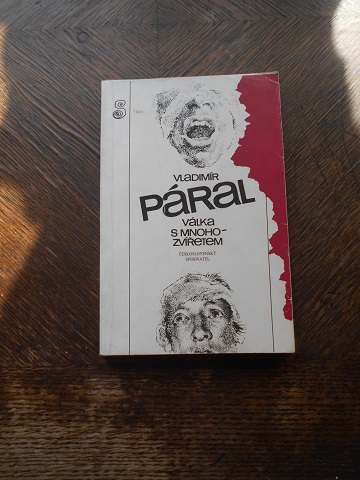 VLADIMÍR
PÁRAL
VÁLKA
S MNOHO-
ZVÍŘETEM
ČESKOSLOVENSKÝ
SPISOVATEL